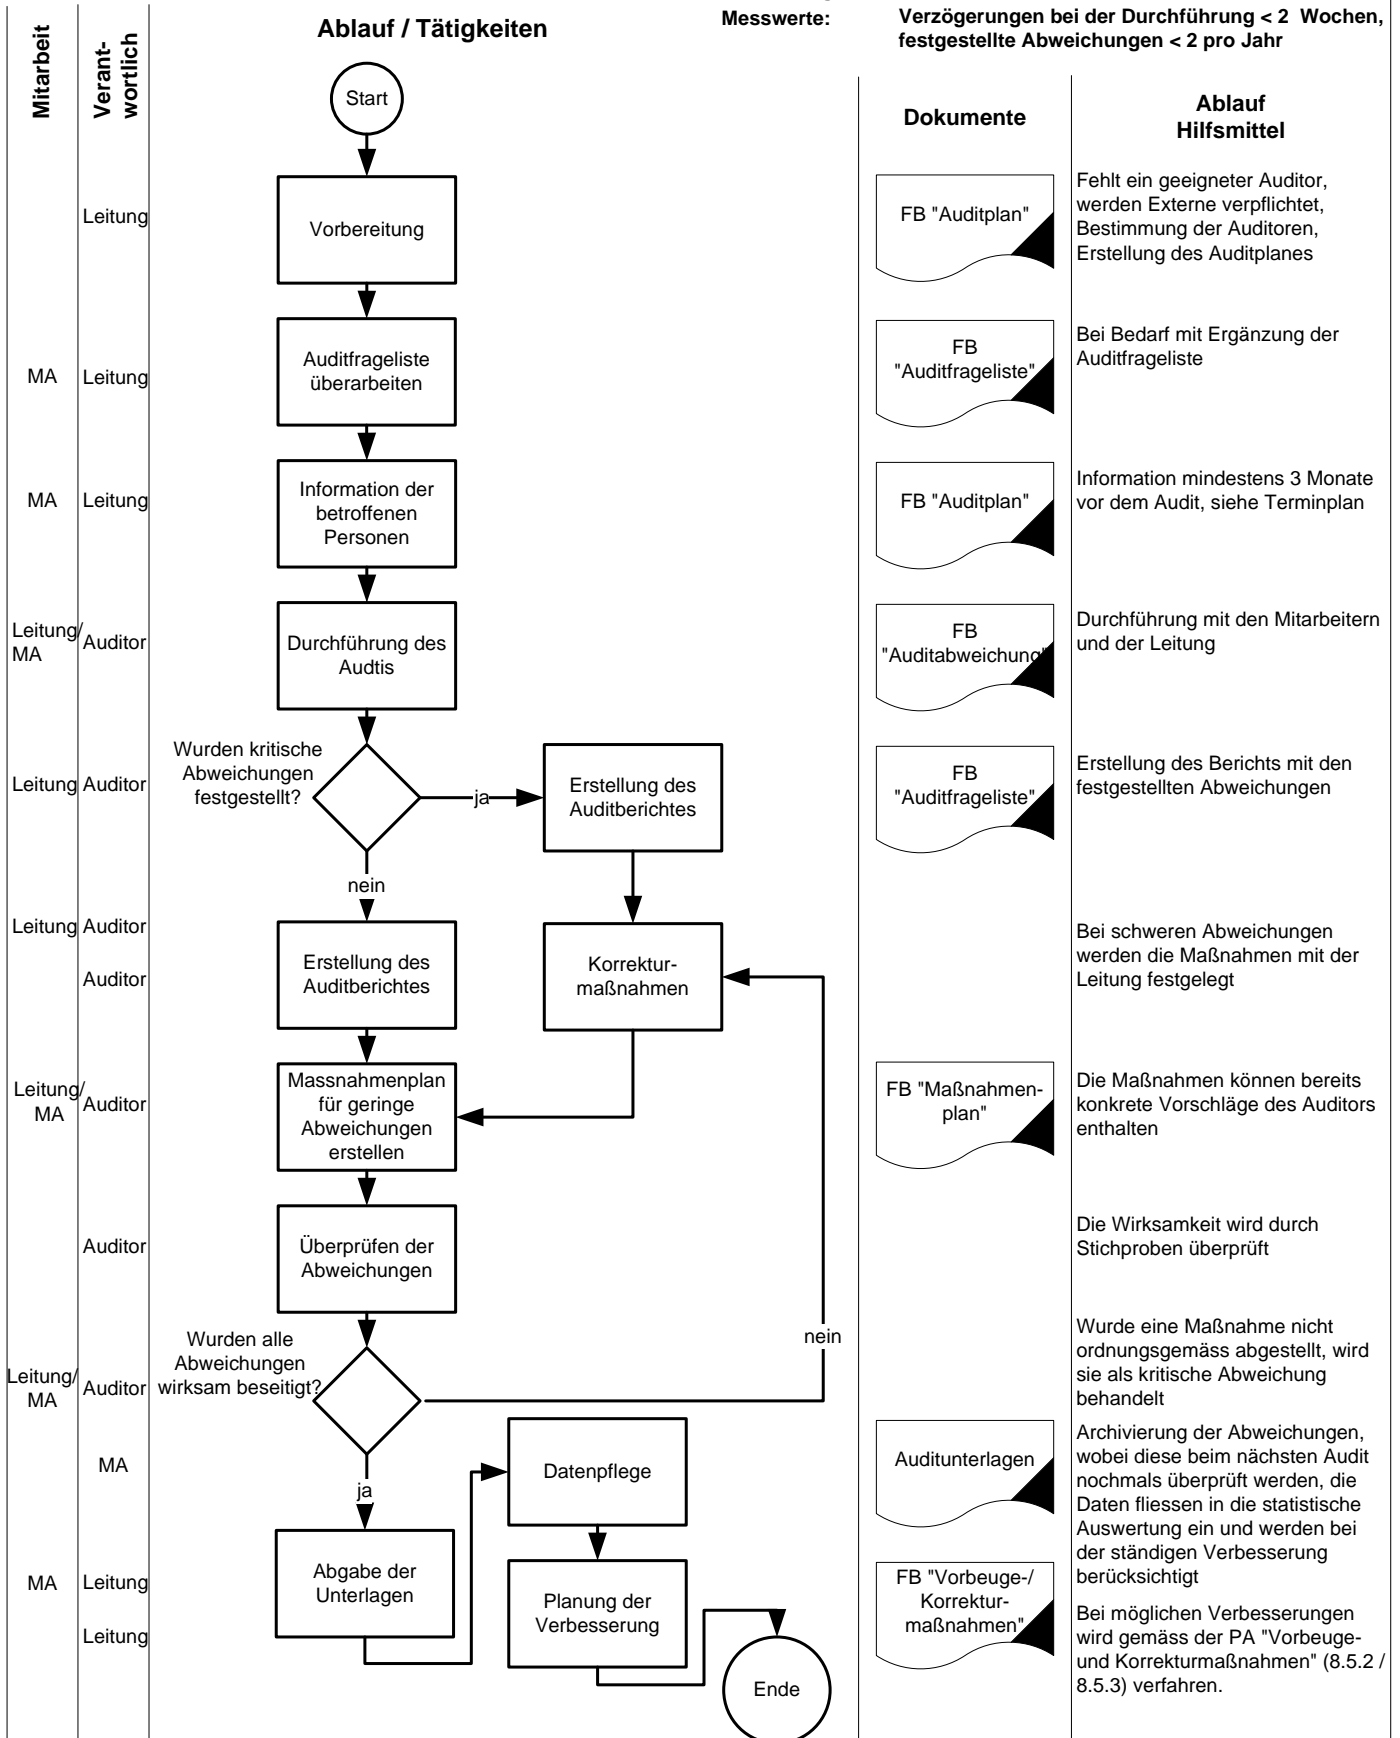 Messwerte:
Verzögerungen bei der Durchführung < 2 Wochen,
festgestellte Abweichungen < 2 pro Jahr
Mitarbeit
Verant-
wortlich
Ablauf / Tätigkeiten
Dokumente
Ablauf
Hilfsmittel
Start
Leitung
Vorbereitung
FB "Auditplan"
Fehlt ein geeigneter Auditor,
werden Externe verpflichtet,
Bestimmung der Auditoren,
Erstellung des Auditplanes
MA
Leitung
Auditfrageliste
überarbeiten
FB
"Auditfrageliste"
Bei Bedarf mit Ergänzung der
Auditfrageliste
MA
Leitung
Information der
betroffenen
Personen
FB "Auditplan"
Information mindestens 3 Monate
vor dem Audit, siehe Terminplan
Leitung/
MA
Auditor
Durchführung des
Audtis
FB
"Auditabweichung"
Durchführung mit den Mitarbeitern
und der Leitung
Leitung
Auditor
Wurden kritische
Abweichungen
festgestellt?
ja
Erstellung des
Auditberichtes
FB
"Auditfrageliste"
Erstellung des Berichts mit den
festgestellten Abweichungen
nein
Leitung
Auditor
Auditor
Erstellung des
Auditberichtes
Korrektur-
maßnahmen
Bei schweren Abweichungen
werden die Maßnahmen mit der
Leitung festgelegt
Leitung/
MA
Auditor
Massnahmenplan
für geringe
Abweichungen
erstellen
FB "Maßnahmen-
plan"
Die Maßnahmen können bereits
konkrete Vorschläge des Auditors
enthalten
Auditor
Überprüfen der
Abweichungen
Die Wirksamkeit wird durch
Stichproben überprüft
Leitung/
MA
Auditor
Wurden alle
Abweichungen
wirksam beseitigt?
nein
Wurde eine Maßnahme nicht
ordnungsgemäss abgestellt, wird
sie als kritische Abweichung
behandelt
ja
MA
Datenpflege
Auditunterlagen
Archivierung der Abweichungen,
wobei diese beim nächsten Audit
nochmals überprüft werden, die
Daten fliessen in die statistische
Auswertung ein und werden bei
der ständigen Verbesserung
berücksichtigt
MA
Leitung
Leitung
Abgabe der
Unterlagen
Planung der
Verbesserung
FB "Vorbeuge-/
Korrektur-
maßnahmen"
Bei möglichen Verbesserungen
wird gemäss der PA "Vorbeuge-
und Korrekturmaßnahmen" (8.5.2 /
8.5.3) verfahren.
Ende